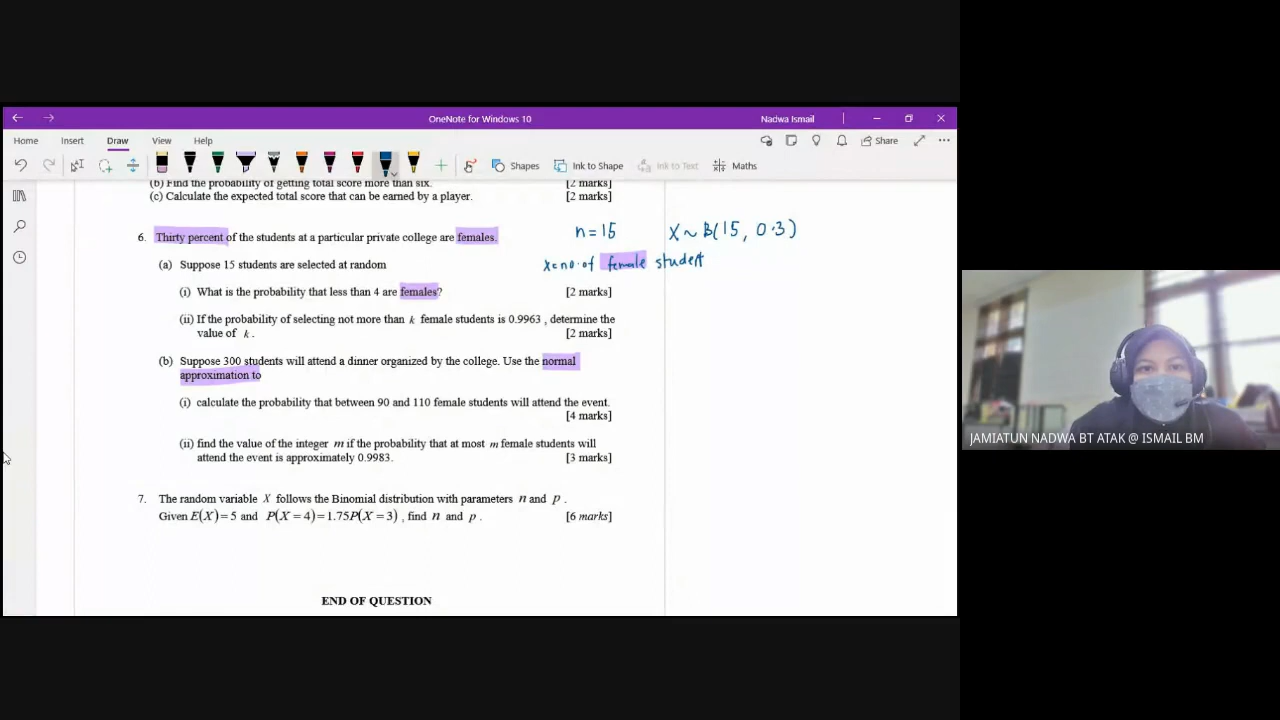 OneNote for Windows 10
Nadwa Ismail
Home Insert Draw View Help
Share
Shapes Ink to Shape Ink to Text Maths
(b) Find the probability of getting total score more than six. [2 marks]
(c) Calculate the expected total score that can be earned by a player. [2 marks]
6. Thirty percent of the students at a particular private college are females.
n=15 X~B(15, 0.3)
(a) Suppose 15 students are selected at random
x=no.of female student
(i) What is the probability that less than 4 are females? [2 marks]
(ii) If the probability of selecting not more than k female students is 0.9963 , determine the
value of k . [2 marks]
(b) Suppose 300 students will attend a dinner organized by the college. Use the normal
approximation to
(i) calculate the probability that between 90 and 110 female students will attend the event.
[4 marks]
(ii) find the value of the integer m if the probability that at most m female students will
attend the event is approximately 0.9983. [3 marks]
7. The random variable X follows the Binomial distribution with parameters n and p .
Given E(X)=5 and P(X=4)=1.75P(X=3) , find n and p . [6 marks]
END OF QUESTION
JAMIATUN NADWA BT ATAK @ ISMAIL BM